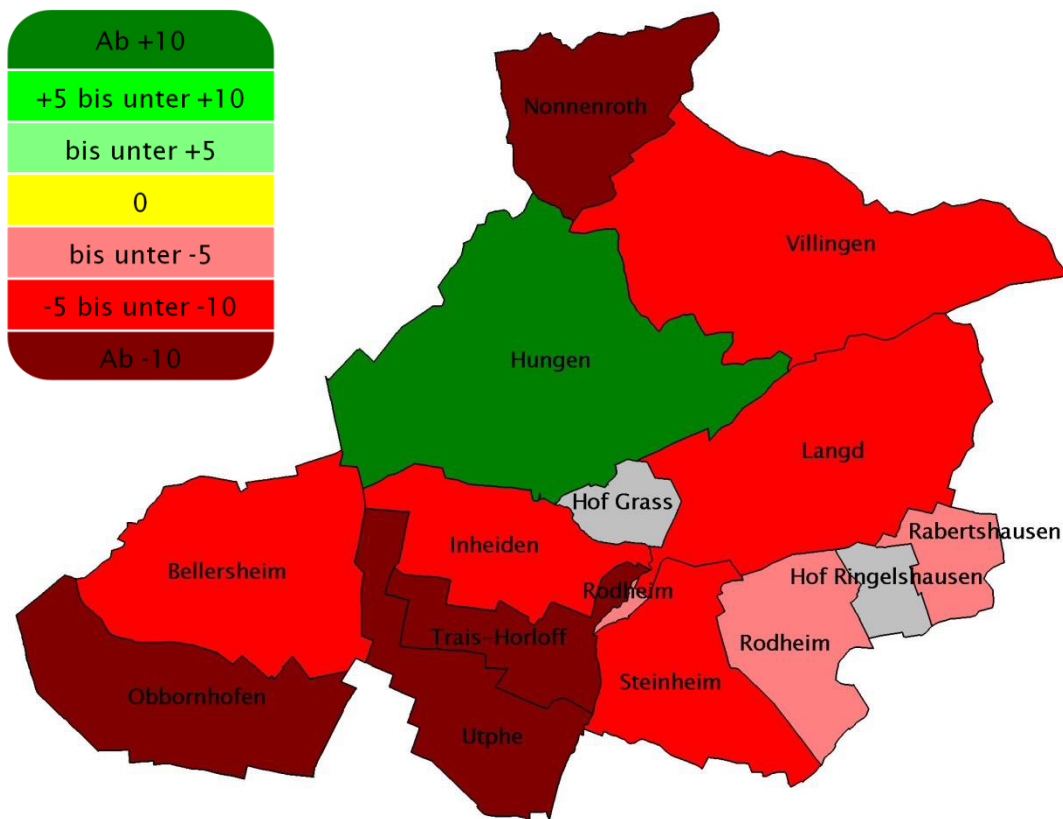 Ab +10
+5 bis unter +10
bis unter +5
0
bis unter -5
-5 bis unter -10
Ab -10
Nonnenroth
Villingen
Hungen
Langd
Hof Grass
Rabertshausen
Inheiden
Bellersheim
Hof Ringelshausen
Rodheim
Trais-Horloff
Rodheim
Steinheim
Obbornhofen
Utphe